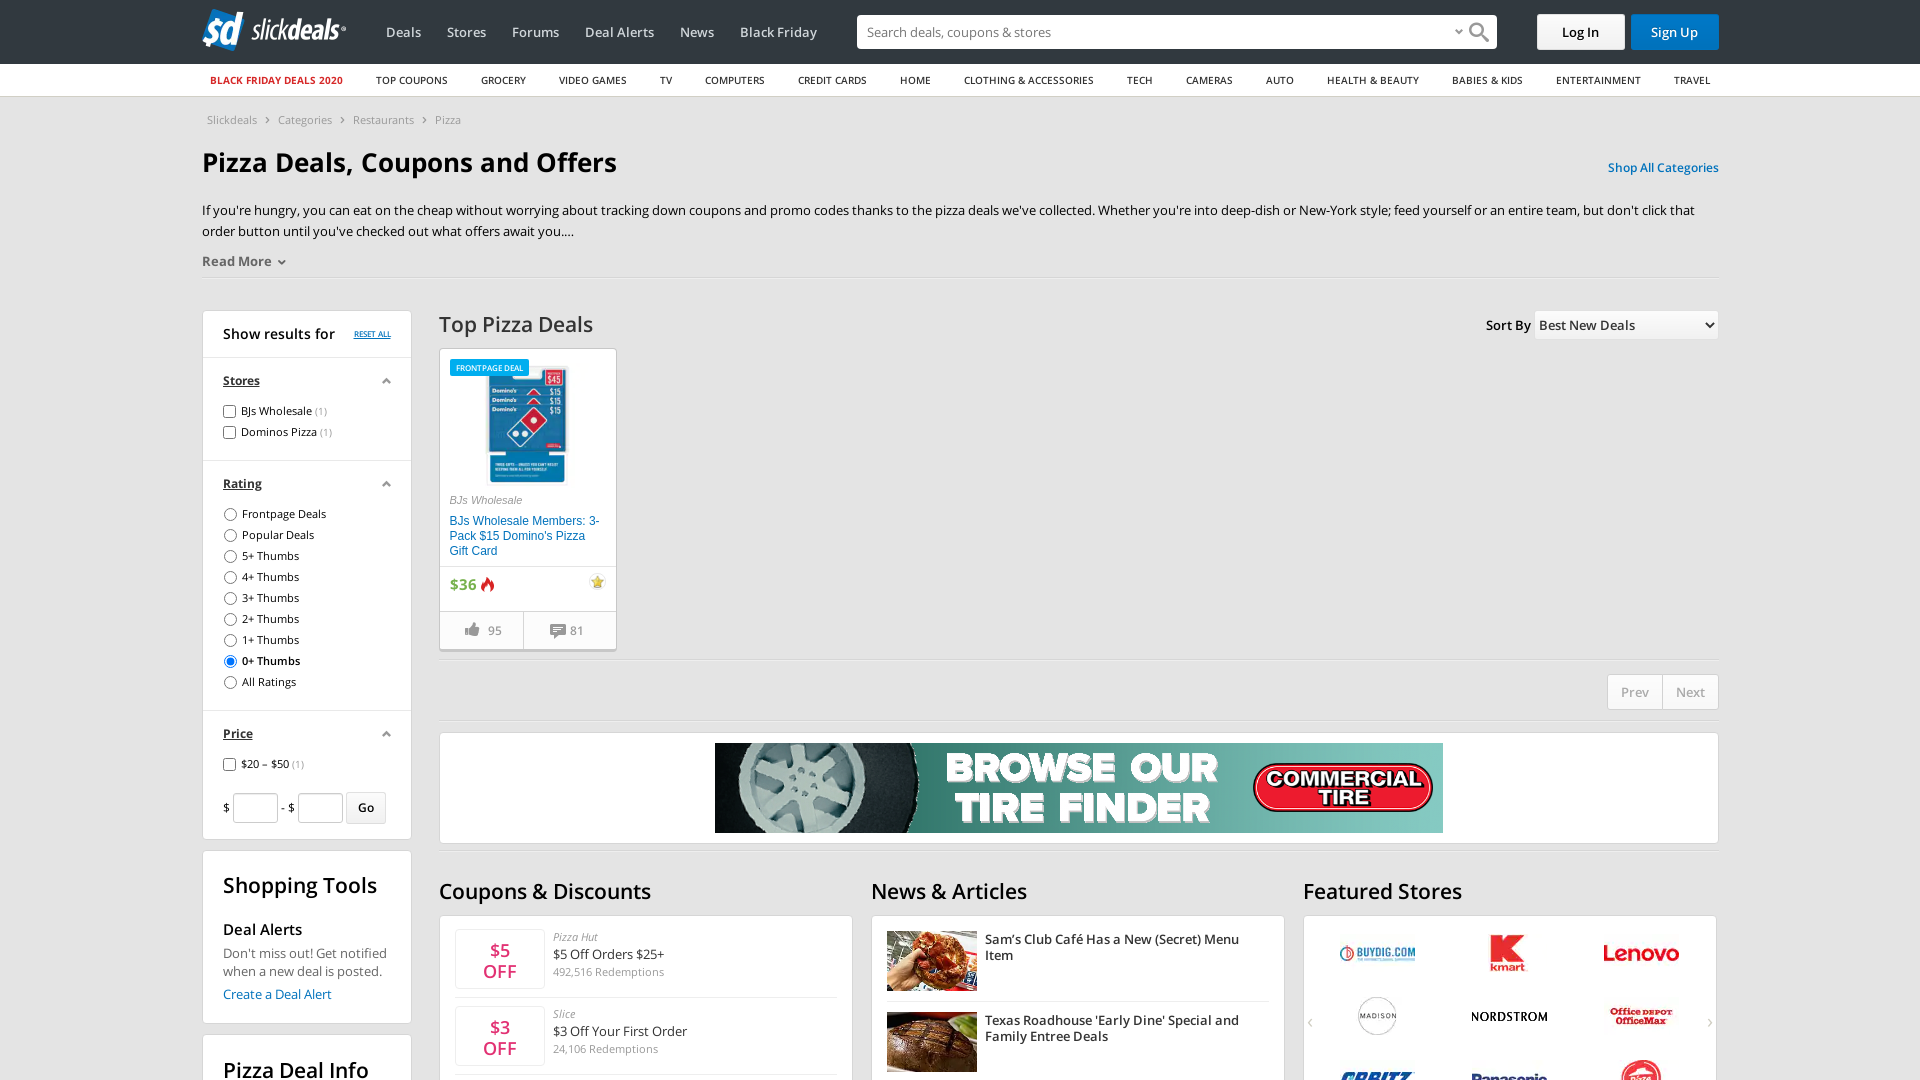 slickdeals
Deals
Stores
Forums
Deal Alerts
News
Black Friday
Search deals, coupons & shopping
Log In
Sign Up
BLACK FRIDAY DEALS 2020
TOP COUPONS
GROCERY
VIDEO GAMES
TV
COMPUTERS
CREDIT CARDS
HOME
CLOTHING & ACCESSORIES
TECH
CAMERAS
AUTO
HEALTH & BEAUTY
BABIES & KIDS
ENTERTAINMENT
TRAVEL
Slickdeals › Categories › Restaurants › Pizza
Pizza Deals, Coupons and Offers
Shop All Categories
If you're hungry, you can eat on the cheap without worrying about tracking down coupons and promo codes thanks to the pizza deals we've collected. Whether you're into deep-dish or New-York style; feed yourself or an entire team, but don't click that
order button until you've checked out what offers await you....
Read More
Show results for
RESET ALL
Stores
BJs Wholesale (1)
Dominos Pizza (1)
Rating
Frontpage Deals
Popular Deals
5+ Thumbs
4+ Thumbs
3+ Thumbs
2+ Thumbs
1+ Thumbs
0+ Thumbs
All Ratings
Price
$20 – $50 (1)
$ - $ Go
Shopping Tools
Deal Alerts
Don't miss out! Get notified
when a new deal is posted.
Create a Deal Alert
Pizza Deal Info
Top Pizza Deals
Sort By Best New Deals
FRONTPAGE DEAL
$45
Domino's $15
Domino's $15
Domino's $15
BJs Wholesale
BJs Wholesale Members: 3-
Pack $15 Domino's Pizza
Gift Card
$36
95
81
Prev
Next
BROWSE OUR
TIRE FINDER
COMMERCIAL
TIRE
Coupons & Discounts
$5
OFF
Pizza Hut
$5 Off Orders $25+
492,516 Redemptions
$3
OFF
Slice
$3 Off Your First Order
24,106 Redemptions
News & Articles
Sam's Club Café Has a New (Secret) Menu
Item
Texas Roadhouse 'Early Dine' Special and
Family Entree Deals
Featured Stores
BUYDIG.COM
kmart
Lenovo
MADISON
NORDSTROM
Office DEPOT
OfficeMax
ORBITZ
Panasonic